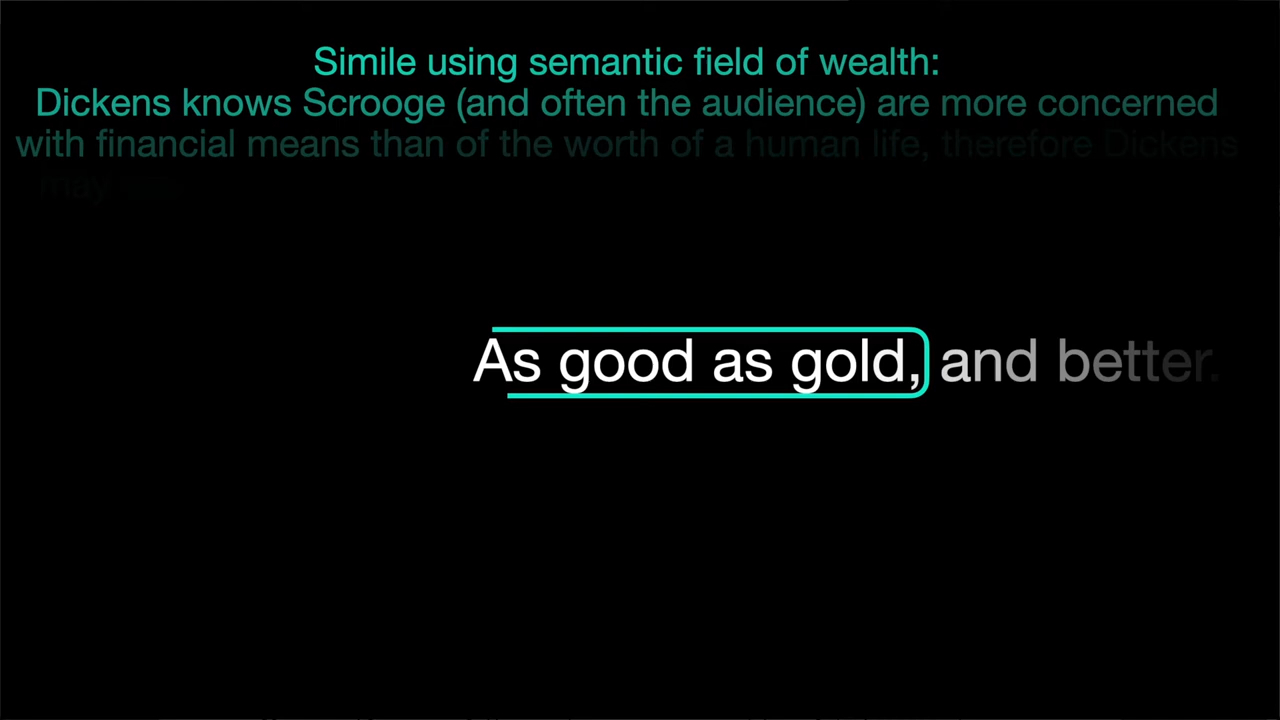 Simile using semantic field of wealth:
Dickens knows Scrooge (and often the audience) are more concerned
with financial means than of the worth of a human life, therefore Dickens
may
As good as gold, and better.